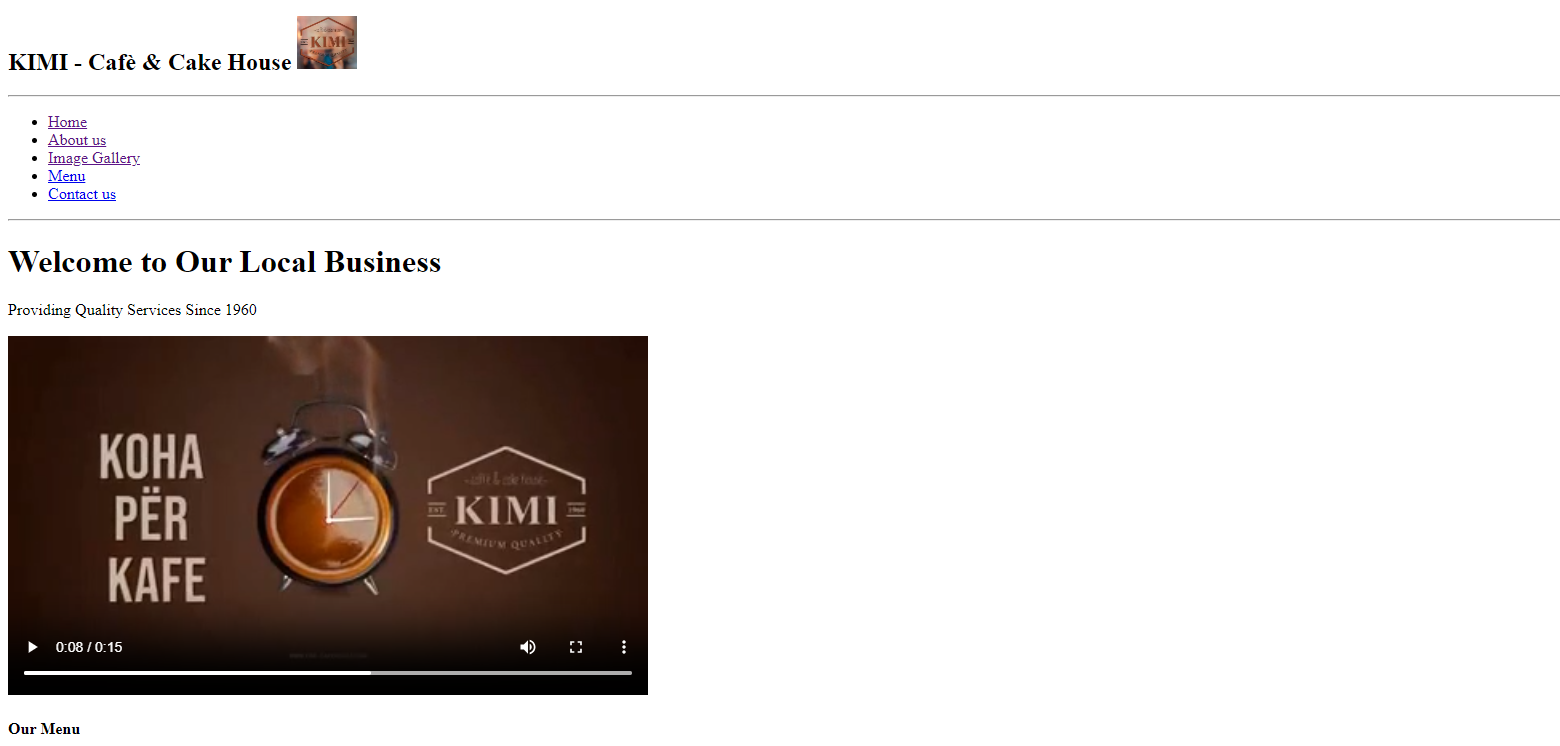 KIMI - Cafè & Cake House
KIMI
Home
About us
Image Gallery
Menu
Contact us
Welcome to Our Local Business
Providing Quality Services Since 1960
KOHA
PËR
KAFE
caffe & cake house
EST. KIMI 1960
PREMIUM QUALITY
0:08 / 0:15
Our Menu